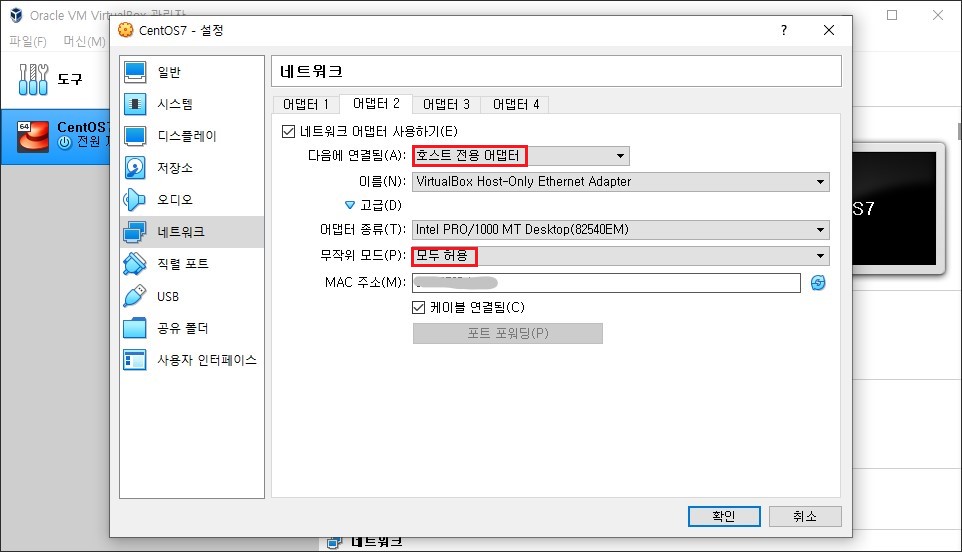 Oracle VM VirtualBox 관리자
파일(F) 머신(M)
도구
64
CentOS7
전원
S7
네트워크
CentOS7 - 설정
?
일반
시스템
디스플레이
저장소
오디오
네트워크
직렬 포트
USB
공유 폴더
사용자 인터페이스
네트워크
어댑터 1 어댑터 2 어댑터 3 어댑터 4
네트워크 어댑터 사용하기(E)
다음에 연결됨(A): 호스트 전용 어댑터
이름(N): VirtualBox Host-Only Ethernet Adapter
고급(D)
어댑터 종류(T): Intel PRO/1000 MT Desktop(82540EM)
무작위 모드(P): 모두 허용
MAC 주소(M):
케이블 연결됨(C)
포트 포워딩(P)
확인 취소